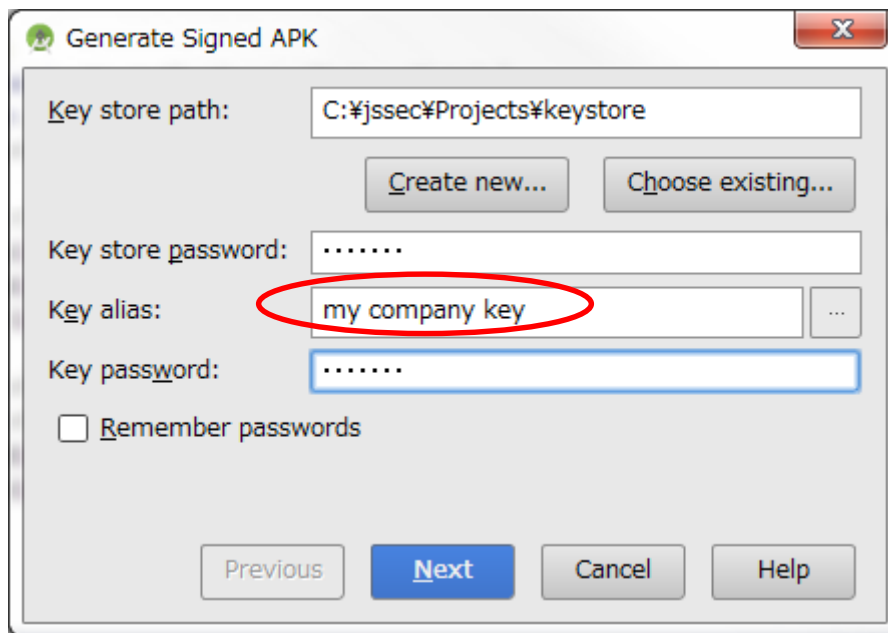 Generate Signed APK
Key store path: C:¥jssec¥Projects¥keystore
Create new... Choose existing...
Key store password: ·······
Key alias: my company key ...
Key password: ·······
Remember passwords
Previous Next Cancel Help